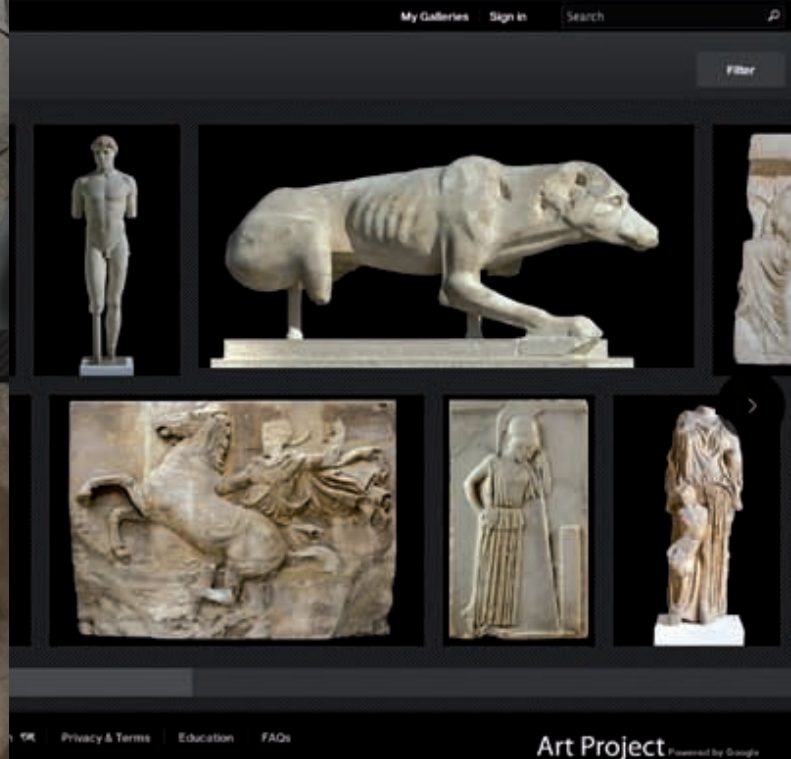 My Galleries Sign in Search
Filter
Privacy & Terms Education FAQs
Art Project Powered by Google